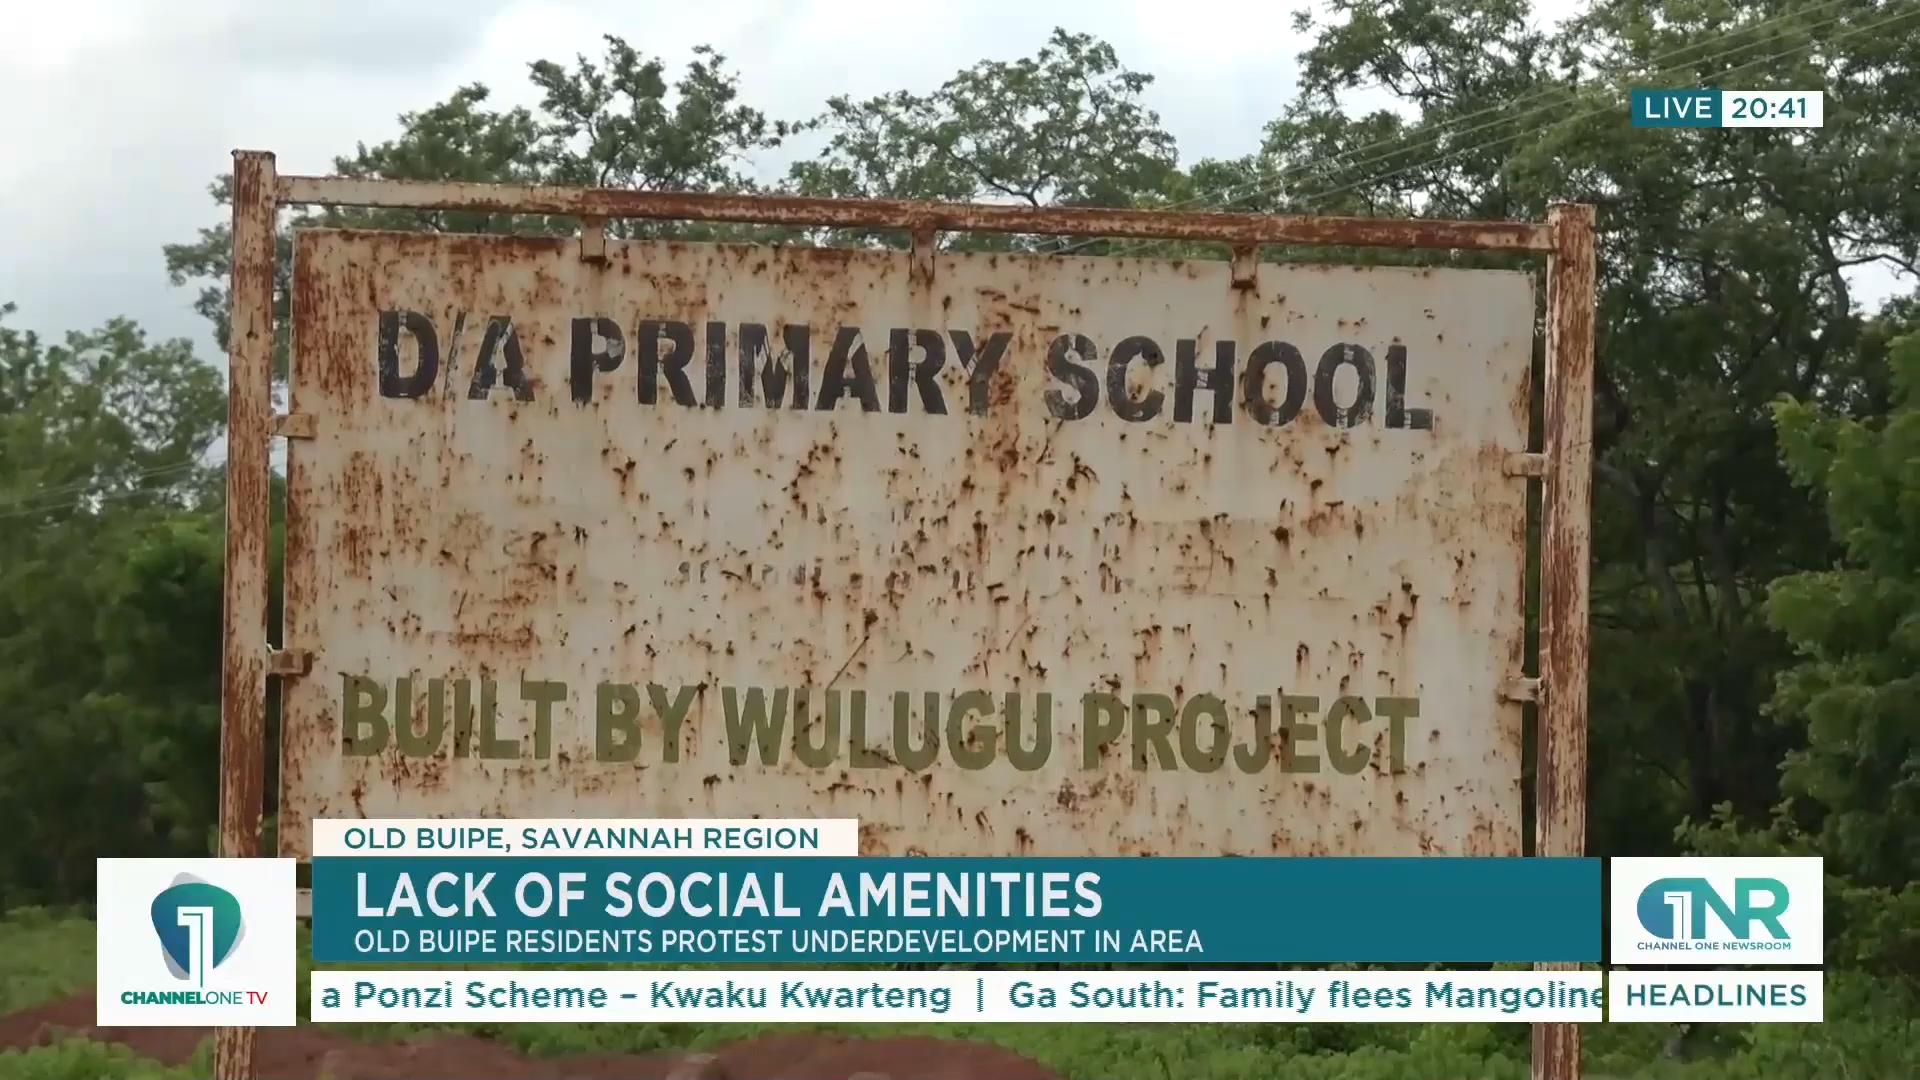 LIVE 20:41
D/A PRIMARY SCHOOL
BUILT BY WULUGU PROJECT
OLD BUIPE, SAVANNAH REGION
LACK OF SOCIAL AMENITIES
OLD BUIPE RESIDENTS PROTEST UNDERDEVELOPMENT IN AREA
1
CHANNELONE TV
1NR
CHANNEL ONE NEWSROOM
a Ponzi Scheme – Kwaku Kwarteng | Ga South: Family flees Mangoline
HEADLINES